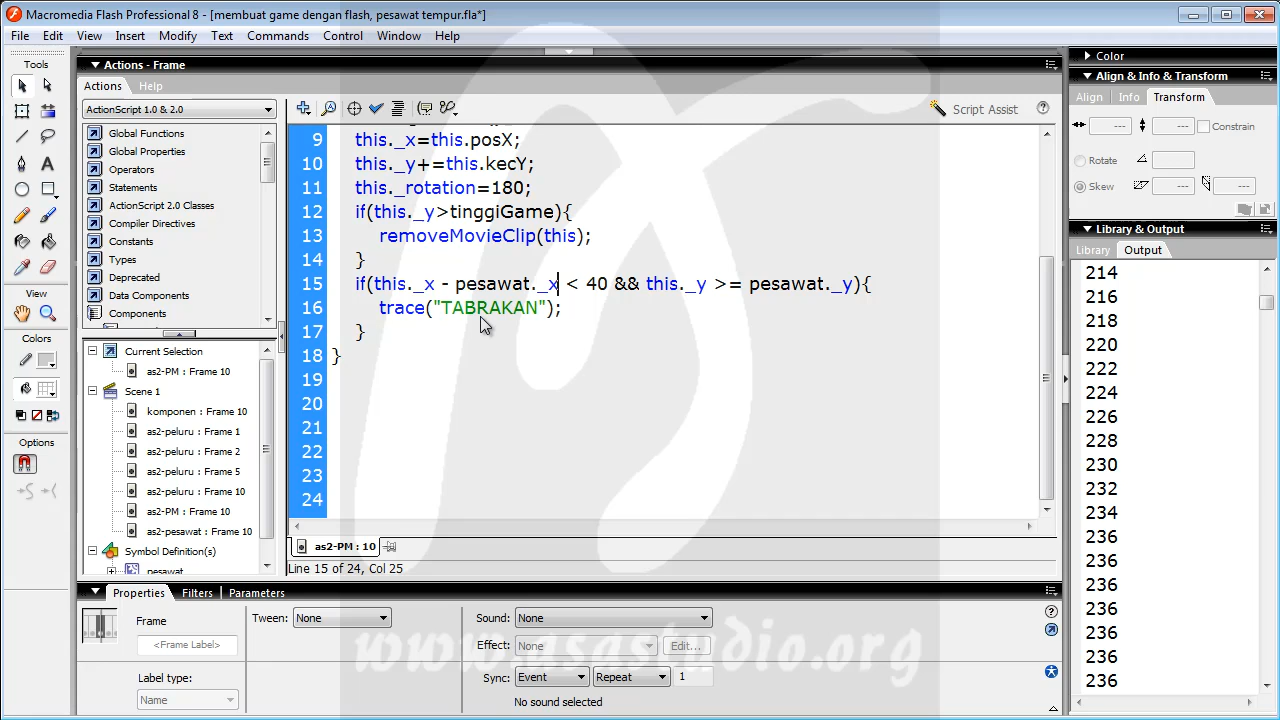 Macromedia Flash Professional 8 - [membuat game dengan flash, pesawat tempur.fla*]
File Edit View Insert Modify Text Commands Control Window Help
Tools
View
Colors
Options
Actions - Frame
Actions Help
ActionScript 1.0 & 2.0
Script Assist
Global Functions
Global Properties
Operators
Statements
ActionScript 2.0 Classes
Compiler Directives
Constants
Types
Deprecated
Data Components
Components
Current Selection
as2-PM : Frame 10
Scene 1
komponen : Frame 10
as2-peluru : Frame 1
as2-peluru : Frame 2
as2-peluru : Frame 5
as2-peluru : Frame 10
as2-PM : Frame 10
as2-pesawat : Frame 10
Symbol Definition(s)
pesawat
9 this._x=this.posX;
10 this._y+=this.kecY;
11 this._rotation=180;
12 if(this._y>tinggiGame){
13 removeMovieClip(this);
14 }
15 if(this._x - pesawat._x < 40 && this._y >= pesawat._y){
16 trace("TABRAKAN");
17 }
18 }
19
20
21
22
23
24
as2-PM : 10
Line 15 of 24, Col 25
Properties Filters Parameters
Frame
<Frame Label>
Label type:
Name
Tween: None
Sound: None
Effect: None Edit...
Sync: Event Repeat 1
No sound selected
www.asastudio.org
Color
Align & Info & Transform
Align Info Transform
--- --- Constrain
Rotate
Skew --- ---
Library & Output
Library Output
214
216
218
220
222
224
226
228
230
232
234
236
236
236
236
236
236
236